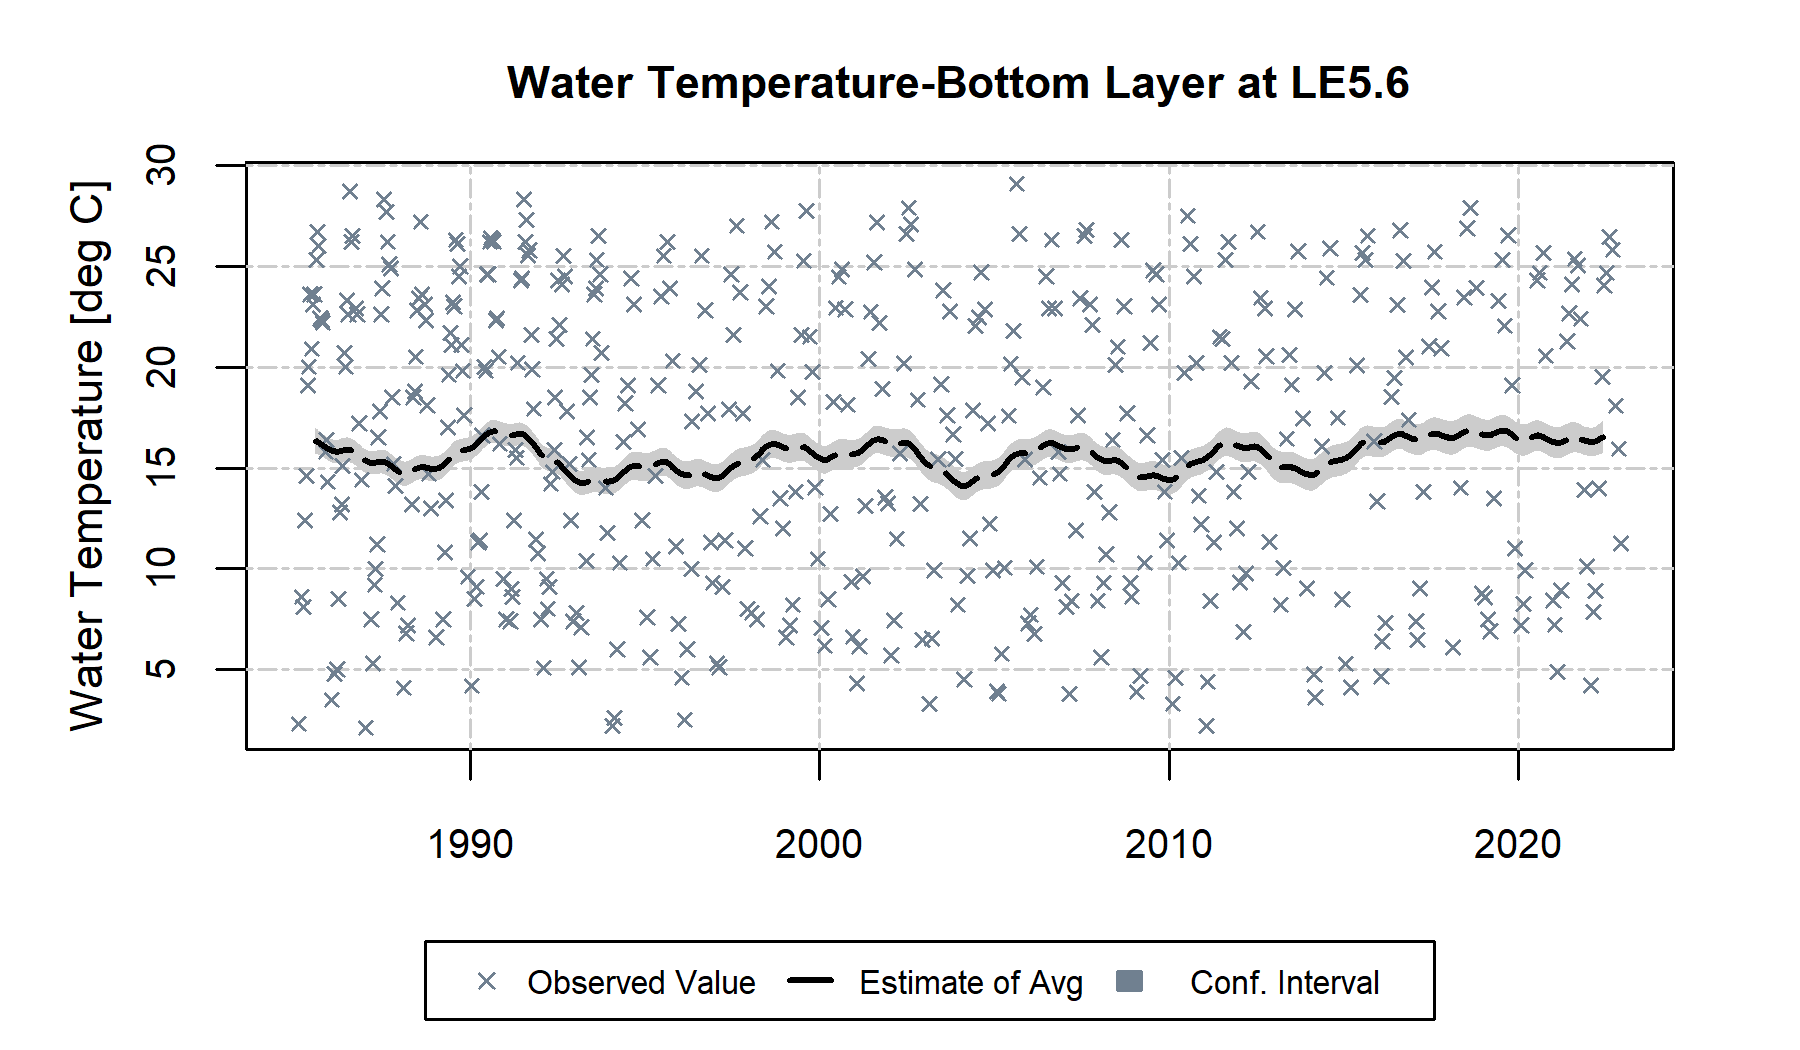 Water Temperature-Bottom Layer at LE5.6
Water Temperature [deg C]
30
25
20
15
10
5
1990 2000 2010 2020
Observed Value Estimate of Avg Conf. Interval